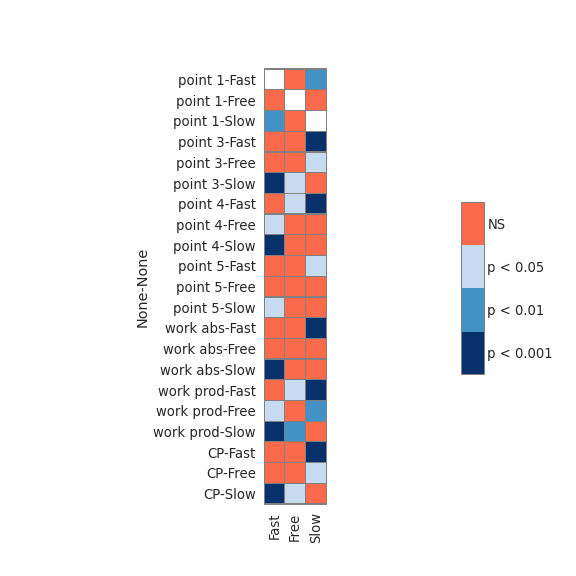 point 1-Fast
point 1-Free
point 1-Slow
point 3-Fast
point 3-Free
point 3-Slow
point 4-Fast
point 4-Free
point 4-Slow
point 5-Fast
point 5-Free
point 5-Slow
work abs-Fast
work abs-Free
work abs-Slow
work prod-Fast
work prod-Free
work prod-Slow
CP-Fast
CP-Free
CP-Slow
None-None
Fast
Free
Slow
NS
p < 0.05
p < 0.01
p < 0.001